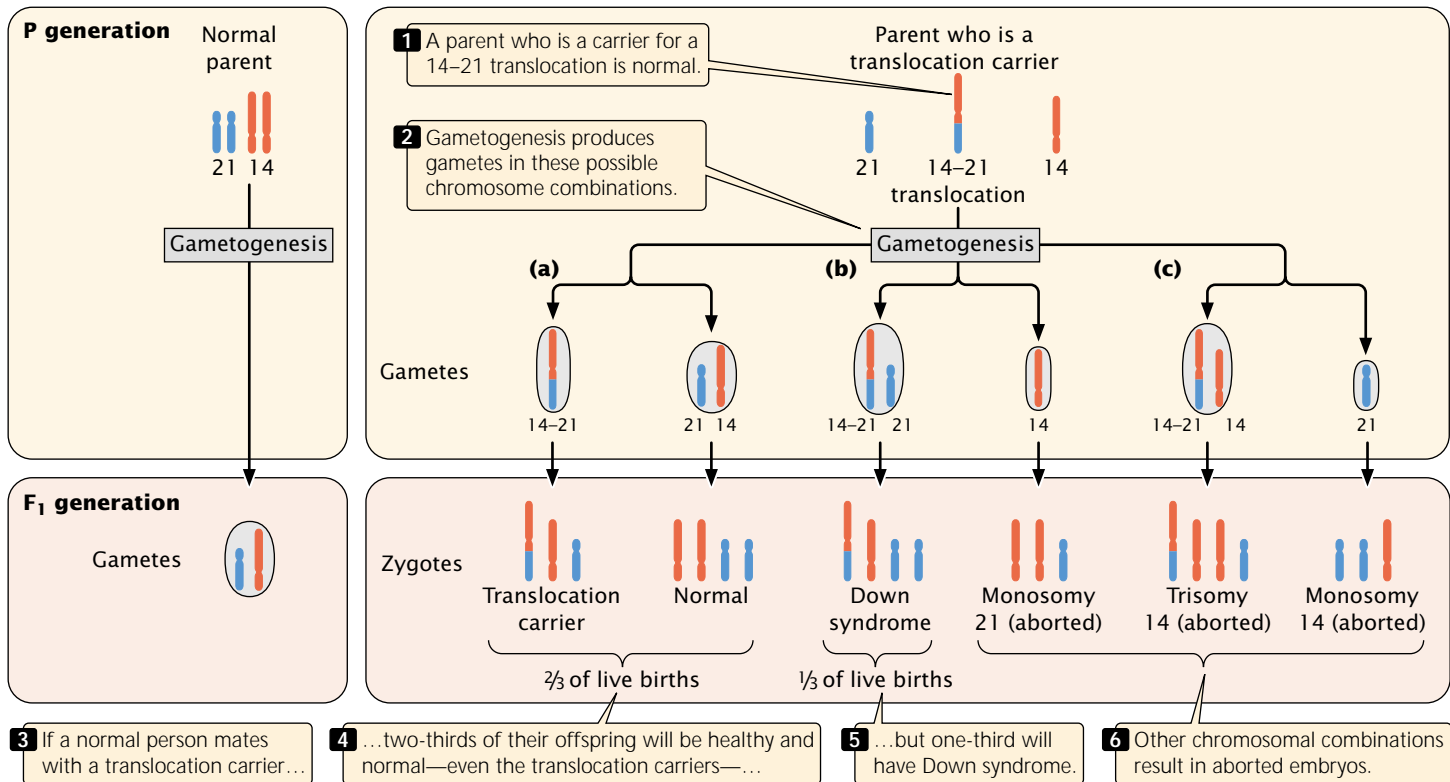 P generation
Normal
parent
21 14
Gametogenesis
1 A parent who is a carrier for a
14–21 translocation is normal.
Parent who is a
translocation carrier
2 Gametogenesis produces
gametes in these possible
chromosome combinations.
21
14–21
translocation
14
Gametogenesis
(a)
(b)
(c)
Gametes
14–21
21 14
14–21 21
14
14–21 14
21
F1 generation
Gametes
Zygotes
Translocation
carrier
Normal
Down
syndrome
Monosomy
21 (aborted)
Trisomy
14 (aborted)
Monosomy
14 (aborted)
2/3 of live births
1/3 of live births
3 If a normal person mates
with a translocation carrier…
4 …two-thirds of their offspring will be healthy and
normal—even the translocation carriers—…
5 …but one-third will
have Down syndrome.
6 Other chromosomal combinations
result in aborted embryos.